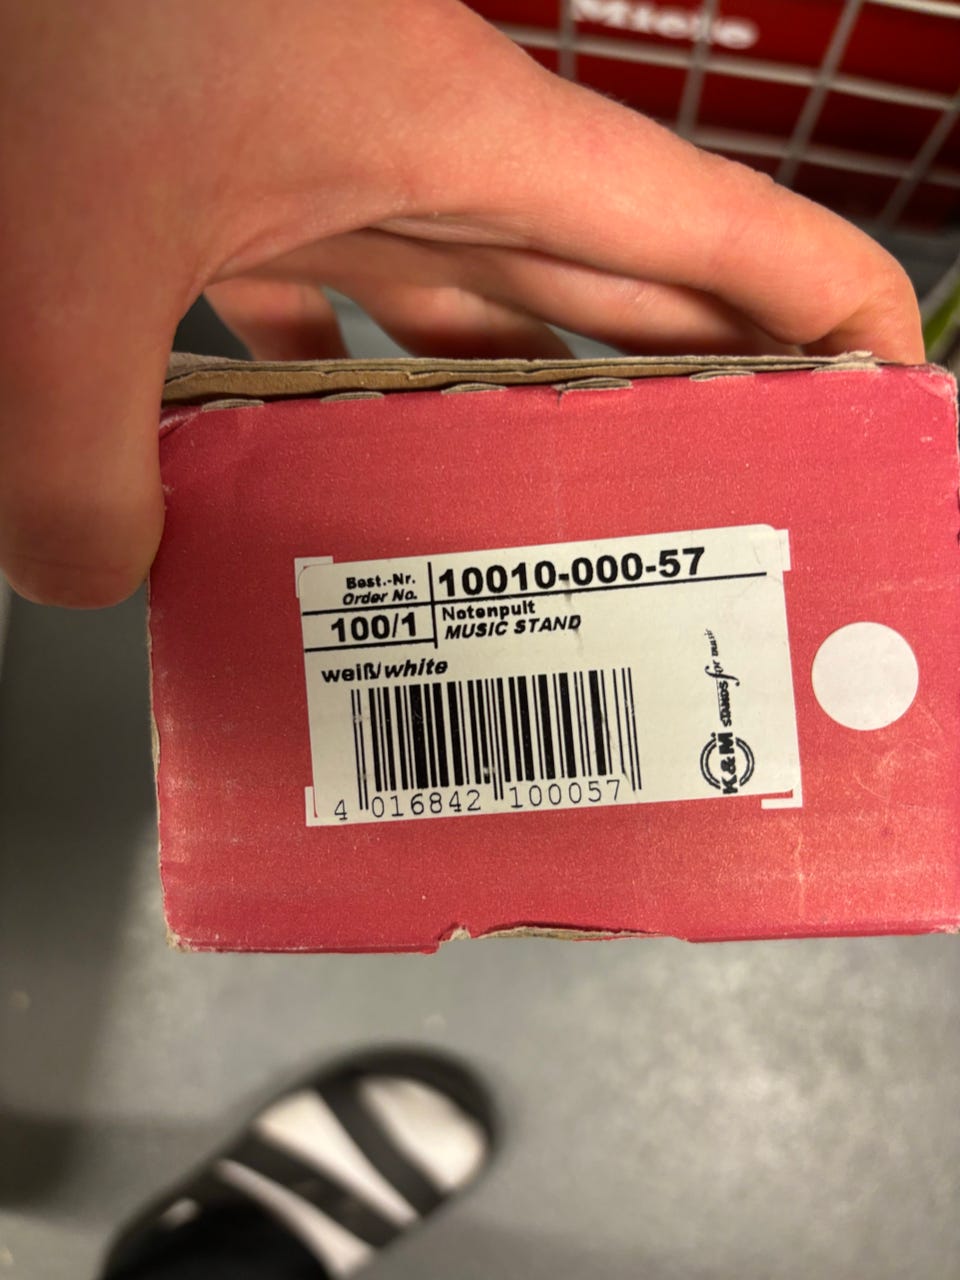 Miele
Best.-Nr.
Order No.
10010-000-57
100/1
Notenpult
MUSIC STAND
weiß/white
4 016842 100057
K&M STANDS for music